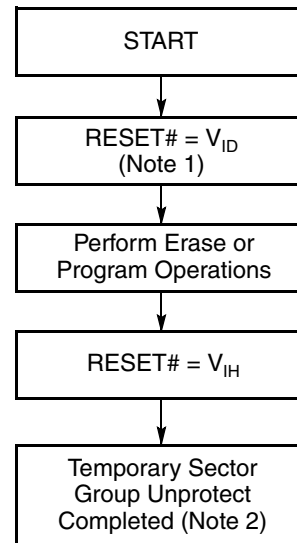 START
RESET# = VID
(Note 1)
Perform Erase or
Program Operations
RESET# = VIH
Temporary Sector
Group Unprotect
Completed (Note 2)